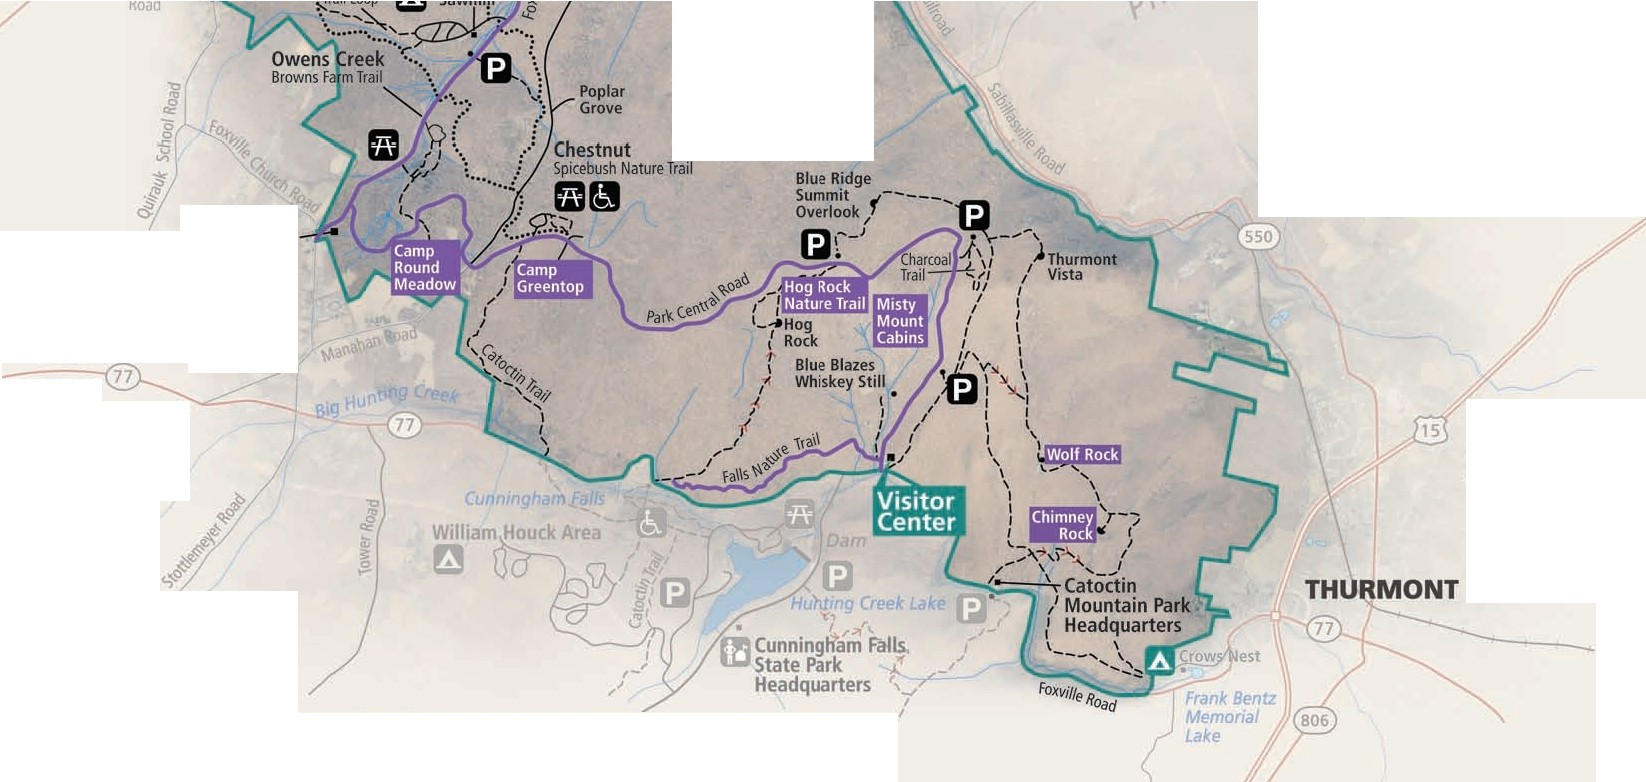 Road
Trail Loop
Sawmill
Owens Creek
Browns Farm Trail
P
Poplar
Grove
Quirauk School Road
Foxville Church Road
Chestnut
Spicebush Nature Trail
Sabillasville Road
Blue Ridge
Summit
Overlook
P
P
550
Camp
Round
Meadow
Camp
Greentop
Park Central Road
Charcoal
Trail
Thurmont
Vista
Hog Rock
Nature Trail
Misty
Mount
Cabins
Hog
Rock
Manahan Road
Catoctin Trail
Blue Blazes
Whiskey Still
P
77
Big Hunting Creek
77
15
Falls Nature Trail
Wolf Rock
Cunningham Falls
Visitor
Center
Chimney
Rock
William Houck Area
Stottlemeyer Road
Tower Road
Dam
Catoctin Trail
P
P
Hunting Creek Lake
P
Catoctin
Mountain Park
Headquarters
THURMONT
77
Cunningham Falls
State Park
Headquarters
Crows Nest
Foxville Road
Frank Bentz
Memorial
Lake
806